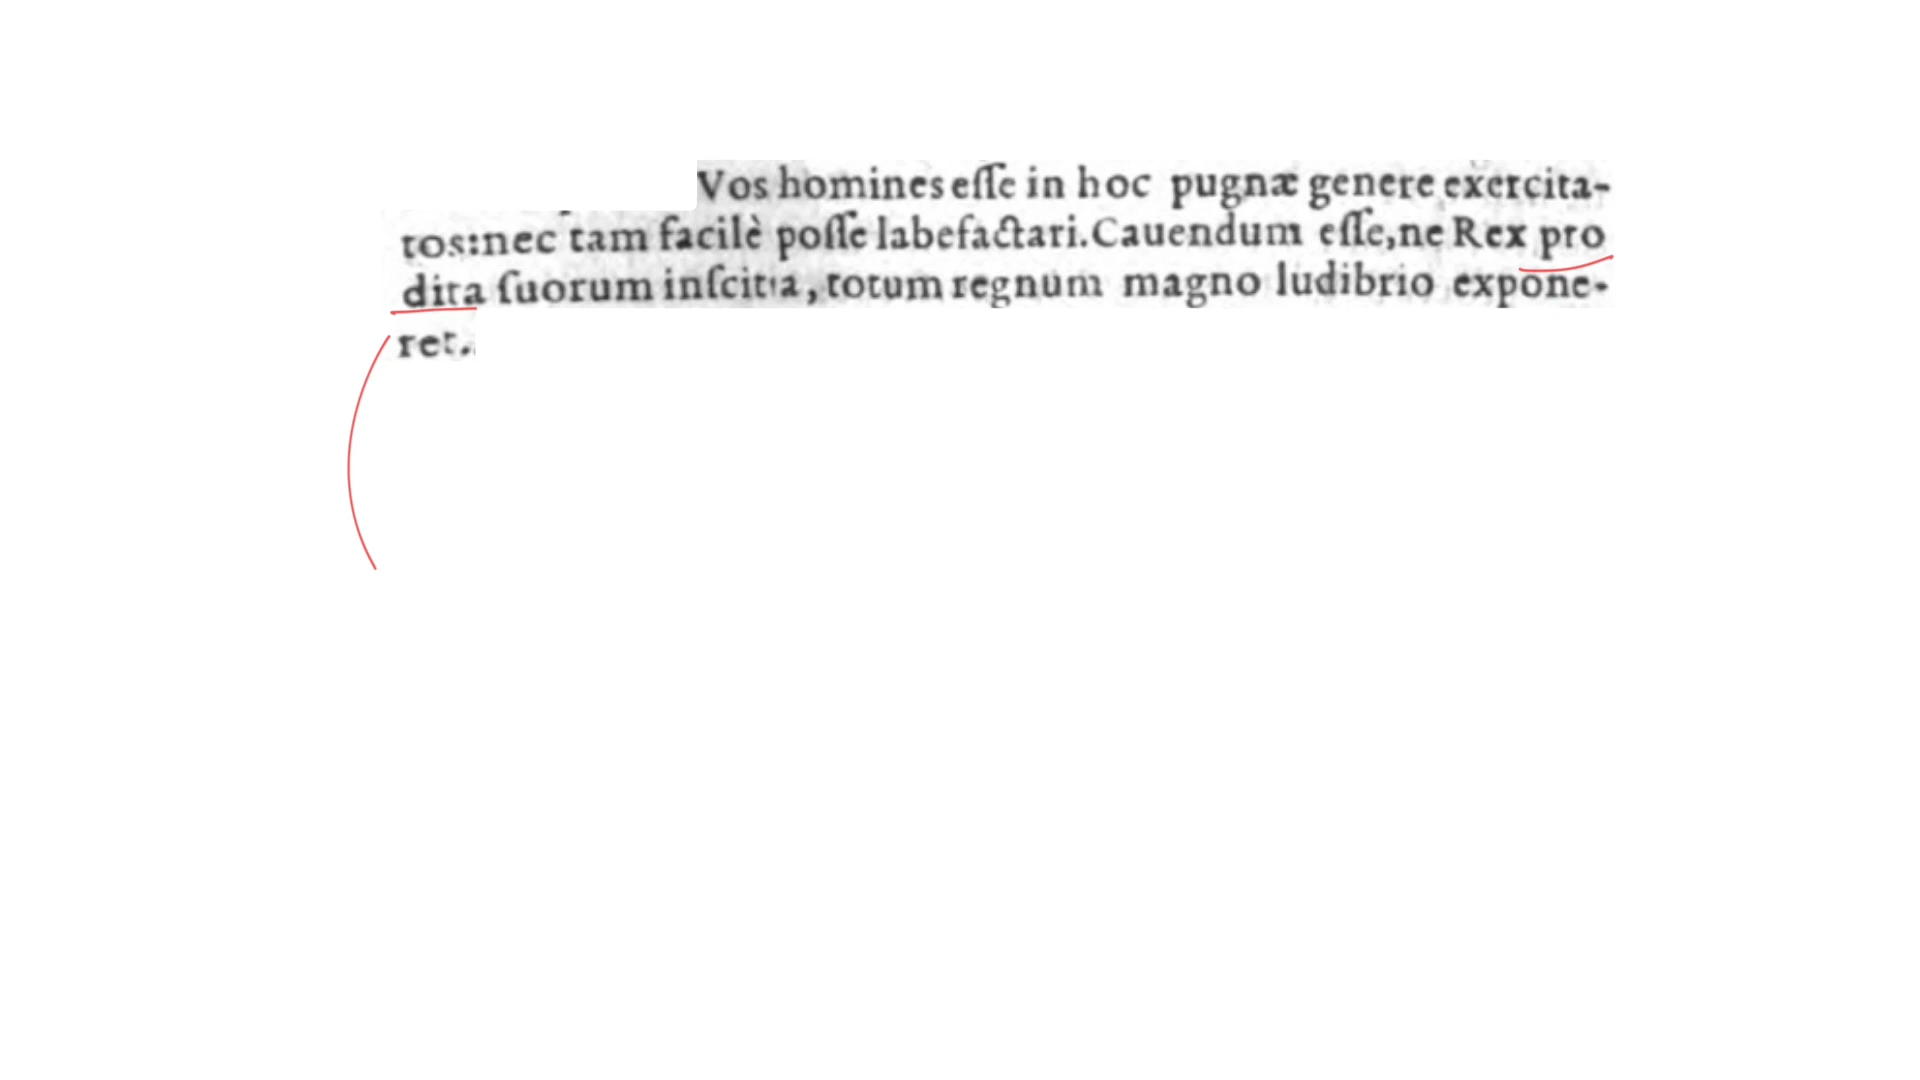 Vos homines eſſe in hoc pugnæ genere exercita-
tos:nec tam facilè poſſe labefactari.Cauendum eſſe,ne Rex pro
dita ſuorum inſcitia, totum regnum magno ludibrio expone-
ret.